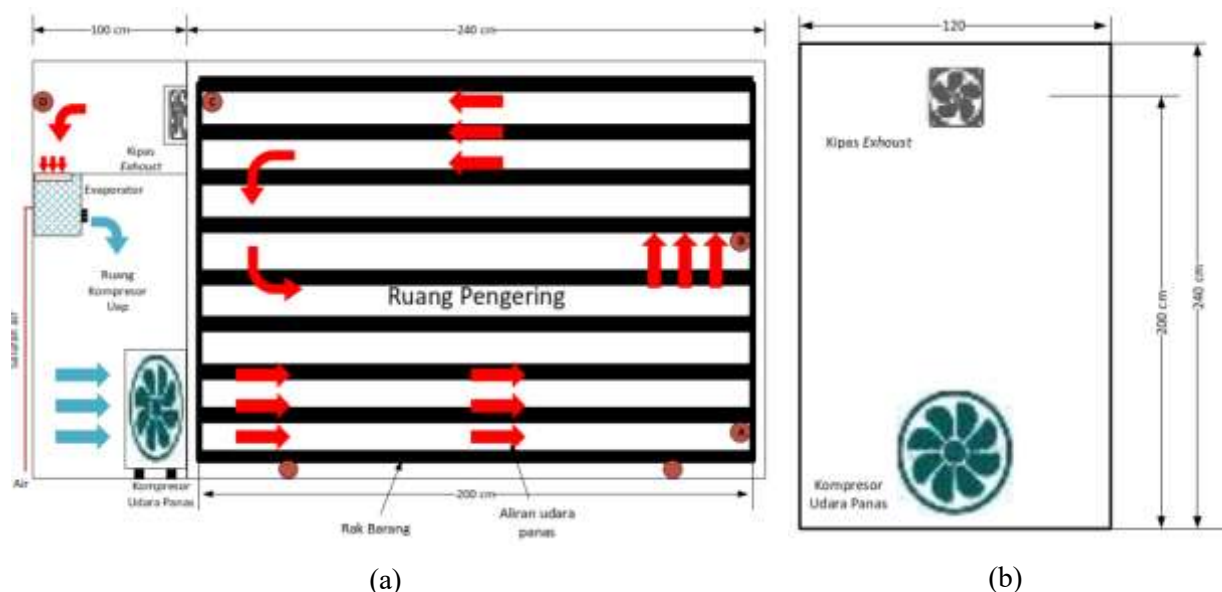 100 cm
240 cm
D
C
Kipas
Exhoust
Evaporator
Ruang
Kompresor
Uap
Ruang Pengering
Saluran air
A
Air
Kompresor
Udara Panas
200 cm
Rak Barang
Aliran udara
panas
(a)
120
Kipas Exhoust
200 cm
240 cm
Kompresor
Udara Panas
(b)